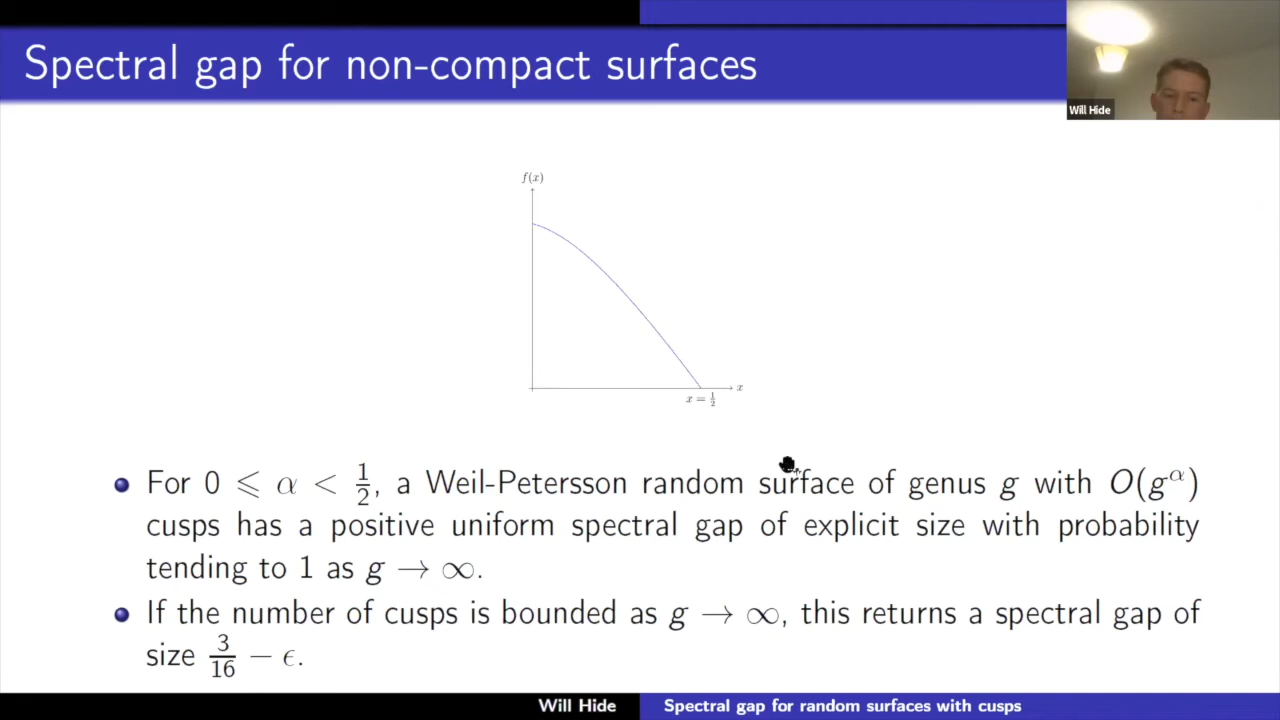 Spectral gap for non-compact surfaces
Will Hide
f(x)
x
x = 1/2
For 0 ⩽ α < 1/2, a Weil-Petersson random surface of genus g with O(g^α)
cusps has a positive uniform spectral gap of explicit size with probability
tending to 1 as g → ∞.
If the number of cusps is bounded as g → ∞, this returns a spectral gap of
size 3/16 − ϵ.
Will Hide
Spectral gap for random surfaces with cusps